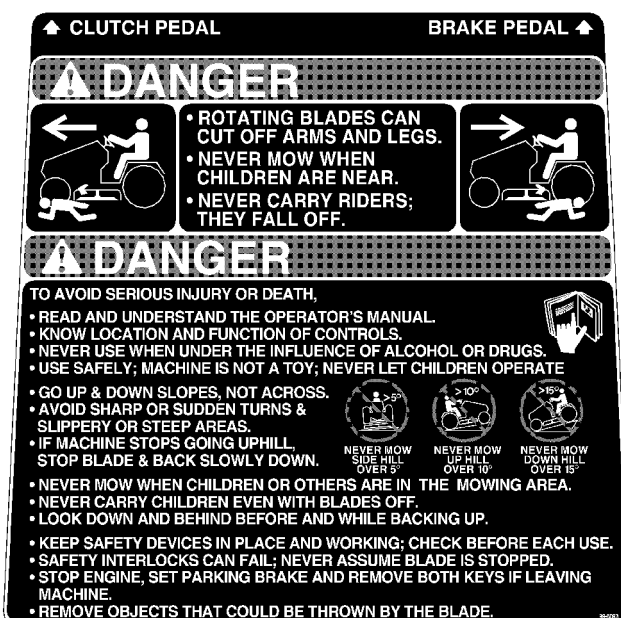 CLUTCH PEDAL BRAKE PEDAL
DANGER
• ROTATING BLADES CAN
CUT OFF ARMS AND LEGS.
• NEVER MOW WHEN
CHILDREN ARE NEAR.
• NEVER CARRY RIDERS;
THEY FALL OFF.
DANGER
TO AVOID SERIOUS INJURY OR DEATH,
• READ AND UNDERSTAND THE OPERATOR'S MANUAL.
• KNOW LOCATION AND FUNCTION OF CONTROLS.
• NEVER USE WHEN UNDER THE INFLUENCE OF ALCOHOL OR DRUGS.
• USE SAFELY; MACHINE IS NOT A TOY; NEVER LET CHILDREN OPERATE
• GO UP & DOWN SLOPES, NOT ACROSS.
• AVOID SHARP OR SUDDEN TURNS &
SLIPPERY OR STEEP AREAS.
• IF MACHINE STOPS GOING UPHILL,
STOP BLADE & BACK SLOWLY DOWN.
>5°
NEVER MOW
SIDE HILL
OVER 5°
>10°
NEVER MOW
UP HILL
OVER 10°
>15°
NEVER MOW
DOWN HILL
OVER 15°
• NEVER MOW WHEN CHILDREN OR OTHERS ARE IN THE MOWING AREA.
• NEVER CARRY CHILDREN EVEN WITH BLADES OFF.
• LOOK DOWN AND BEHIND BEFORE AND WHILE BACKING UP.
• KEEP SAFETY DEVICES IN PLACE AND WORKING; CHECK BEFORE EACH USE.
• SAFETY INTERLOCKS CAN FAIL; NEVER ASSUME BLADE IS STOPPED.
• STOP ENGINE, SET PARKING BRAKE AND REMOVE BOTH KEYS IF LEAVING
MACHINE.
• REMOVE OBJECTS THAT COULD BE THROWN BY THE BLADE.